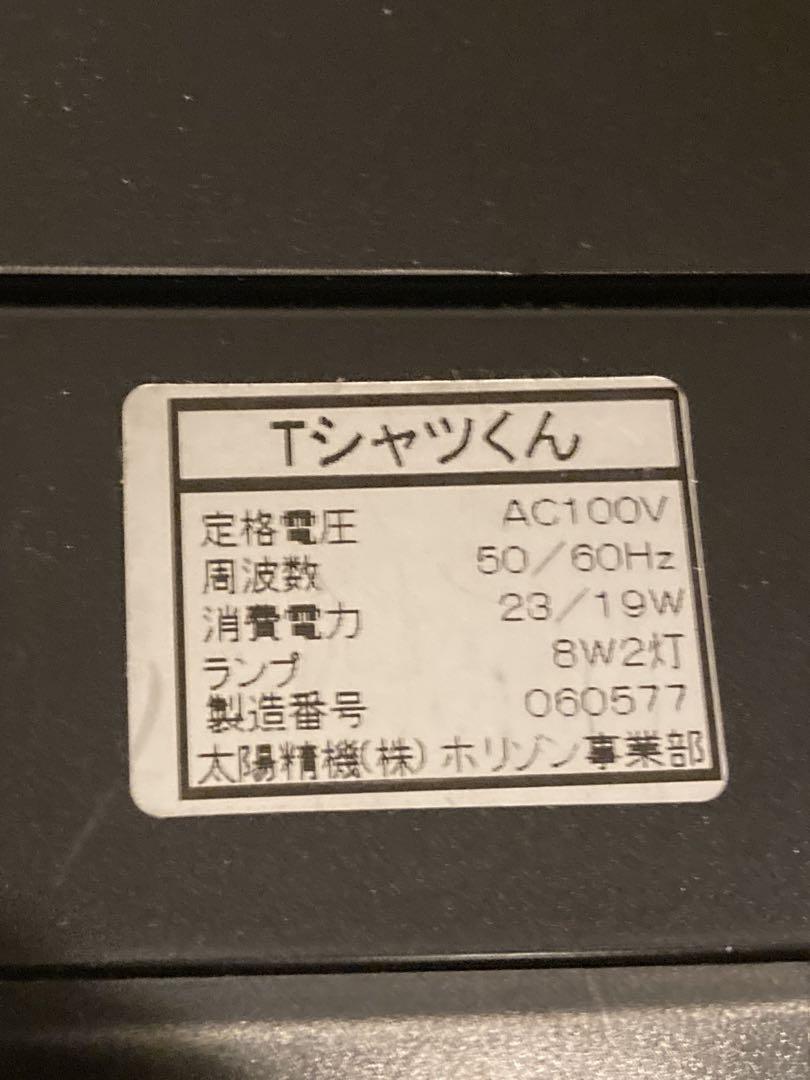 Tシャツくん
定格電圧 AC100V
周波数 50/60Hz
消費電力 23/19W
ランプ 8W2灯
製造番号 060577
太陽精機(株) ホリゾン事業部